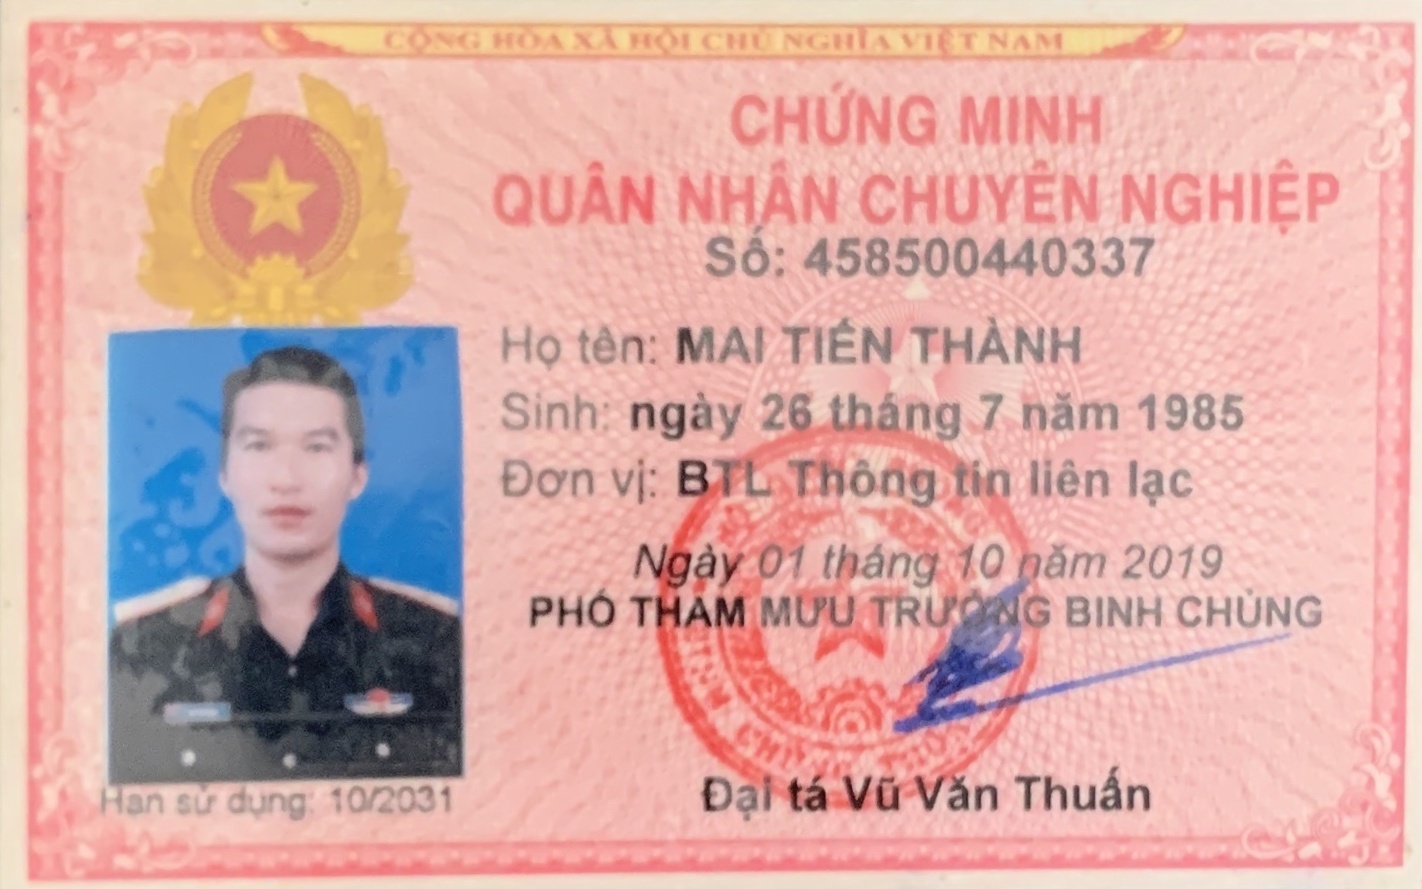 CỘNG HÒA XÃ HỘI CHỦ NGHĨA VIỆT NAM
CHỨNG MINH
QUÂN NHÂN CHUYÊN NGHIỆP
Số: 458500440337
Họ tên: MAI TIẾN THÀNH
Sinh: ngày 26 tháng 7 năm 1985
Đơn vị: BTL Thông tin liên lạc
Ngày 01 tháng 10 năm 2019
PHÓ THAM MƯU TRƯỞNG BINH CHỦNG
Đại tá Vũ Văn Thuấn
Hạn sử dụng: 10/2031